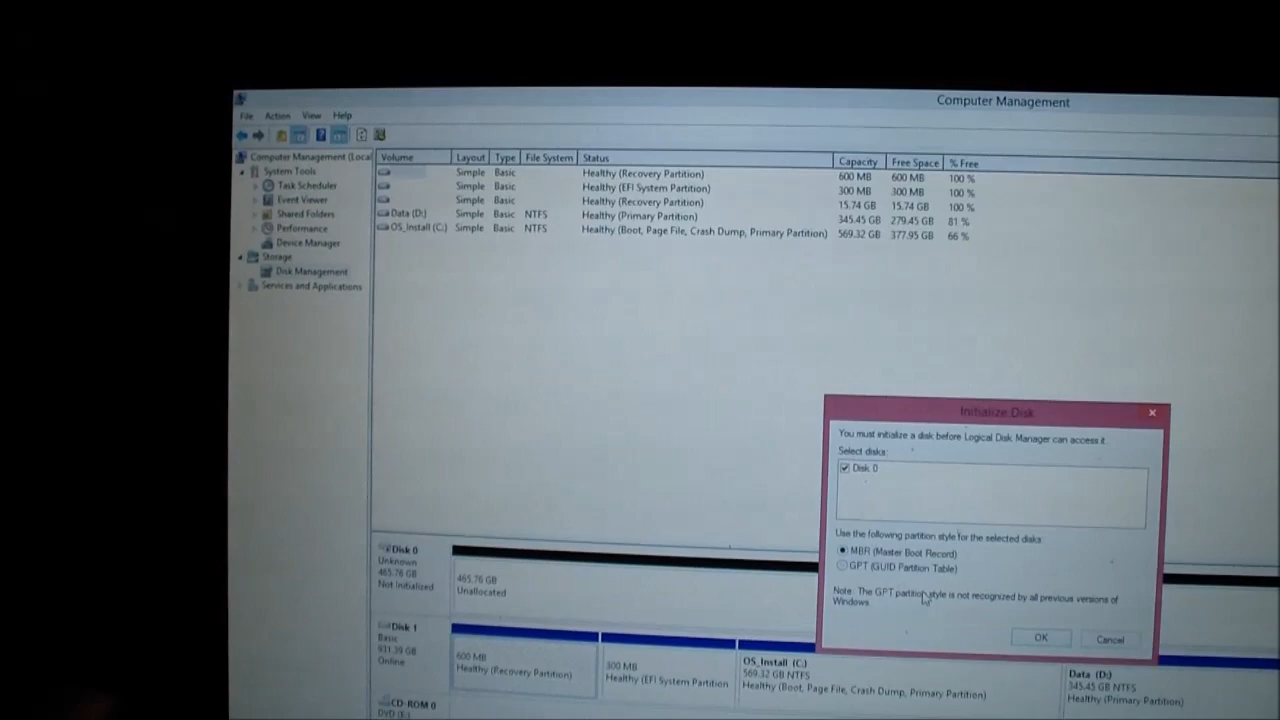 Computer Management
File Action View Help
Computer Management (Local
System Tools
Task Scheduler
Event Viewer
Shared Folders
Performance
Device Manager
Storage
Disk Management
Services and Applications
Volume Layout Type File System Status Capacity Free Space % Free
Simple Basic Healthy (Recovery Partition) 600 MB 600 MB 100 %
Simple Basic Healthy (EFI System Partition) 300 MB 300 MB 100 %
Simple Basic Healthy (Recovery Partition) 15.74 GB 15.74 GB 100 %
Data (D:) Simple Basic NTFS Healthy (Primary Partition) 345.45 GB 279.45 GB 81 %
OS_Install (C:) Simple Basic NTFS Healthy (Boot, Page File, Crash Dump, Primary Partition) 569.32 GB 377.95 GB 66 %
Initialize Disk
You must initialize a disk before Logical Disk Manager can access it.
Select disks:
Disk 0
Use the following partition style for the selected disks:
MBR (Master Boot Record)
GPT (GUID Partition Table)
Note: The GPT partition style is not recognized by all previous versions of
Windows.
OK Cancel
Disk 0
Unknown
465.76 GB
Not Initialized
465.76 GB
Unallocated
Disk 1
Basic
931.39 GB
Online
600 MB
Healthy (Recovery Partition)
300 MB
Healthy (EFI System Partition
OS_Install (C:)
569.32 GB NTFS
Healthy (Boot, Page File, Crash Dump, Primary Partition)
Data (D:)
345.45 GB NTFS
Healthy (Primary Partition)
CD-ROM 0
DVD (E:)